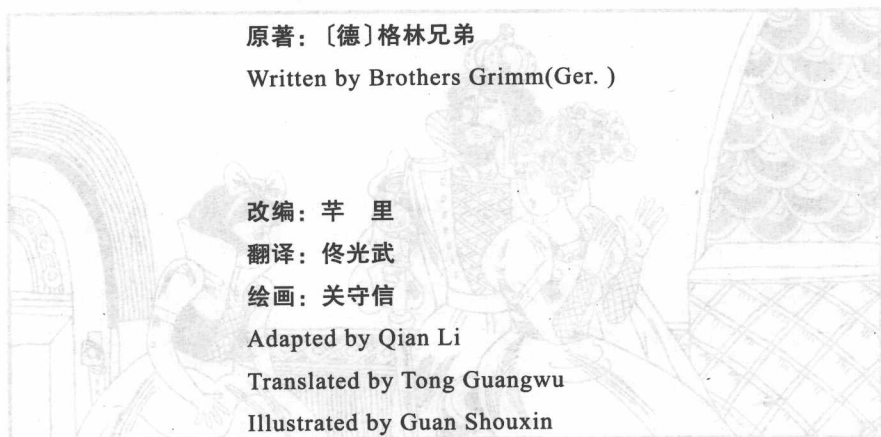 原著：〔德〕格林兄弟
Written by Brothers Grimm(Ger. )
改编：芊　里
翻译：佟光武
绘画：关守信
Adapted by Qian Li
Translated by Tong Guangwu
Illustrated by Guan Shouxin